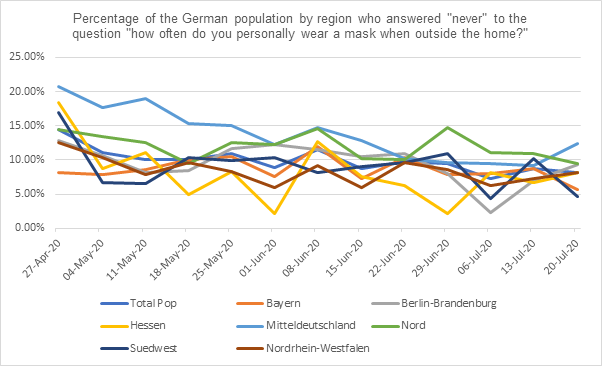 Percentage of the German population by region who answered "never" to the
question "how often do you personally wear a mask when outside the home?"
25.00%
20.00%
15.00%
10.00%
5.00%
0.00%
27-Apr-20
04-May-20
11-May-20
18-May-20
25-May-20
01-Jun-20
08-Jun-20
15-Jun-20
22-Jun-20
29-Jun-20
06-Jul-20
13-Jul-20
20-Jul-20
Total Pop
Bayern
Berlin-Brandenburg
Hessen
Mitteldeutschland
Nord
Suedwest
Nordrhein-Westfalen